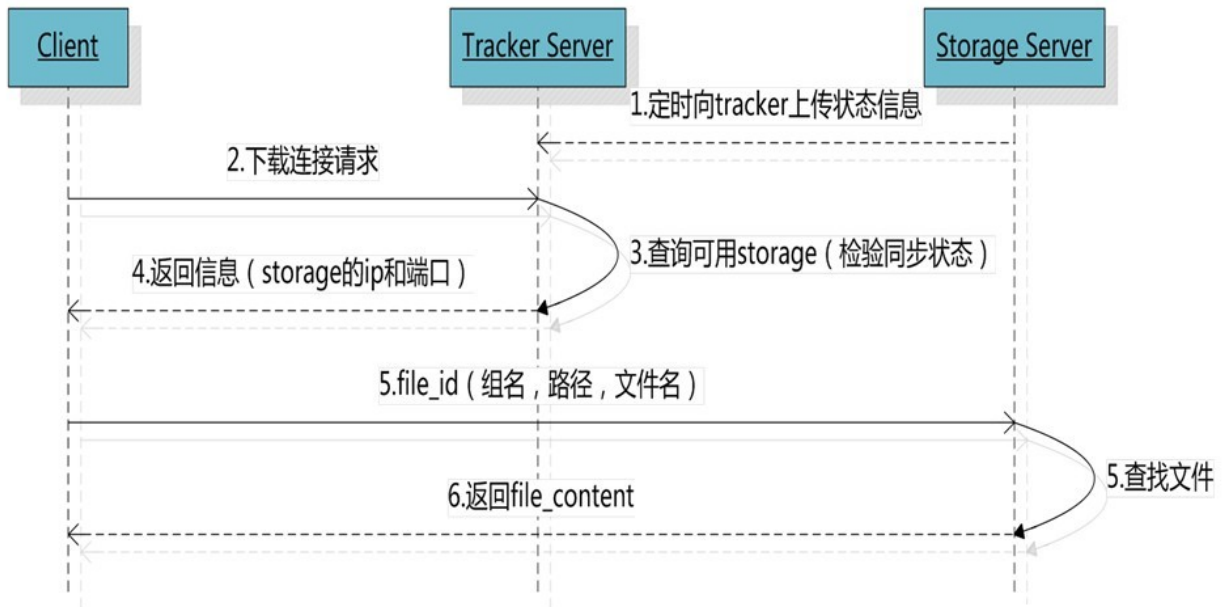 Client
Tracker Server
Storage Server
1.定时向tracker上传状态信息
2.下载连接请求
3.查询可用storage（检验同步状态）
4.返回信息（storage的ip和端口）
5.file_id（组名，路径，文件名）
5.查找文件
6.返回file_content